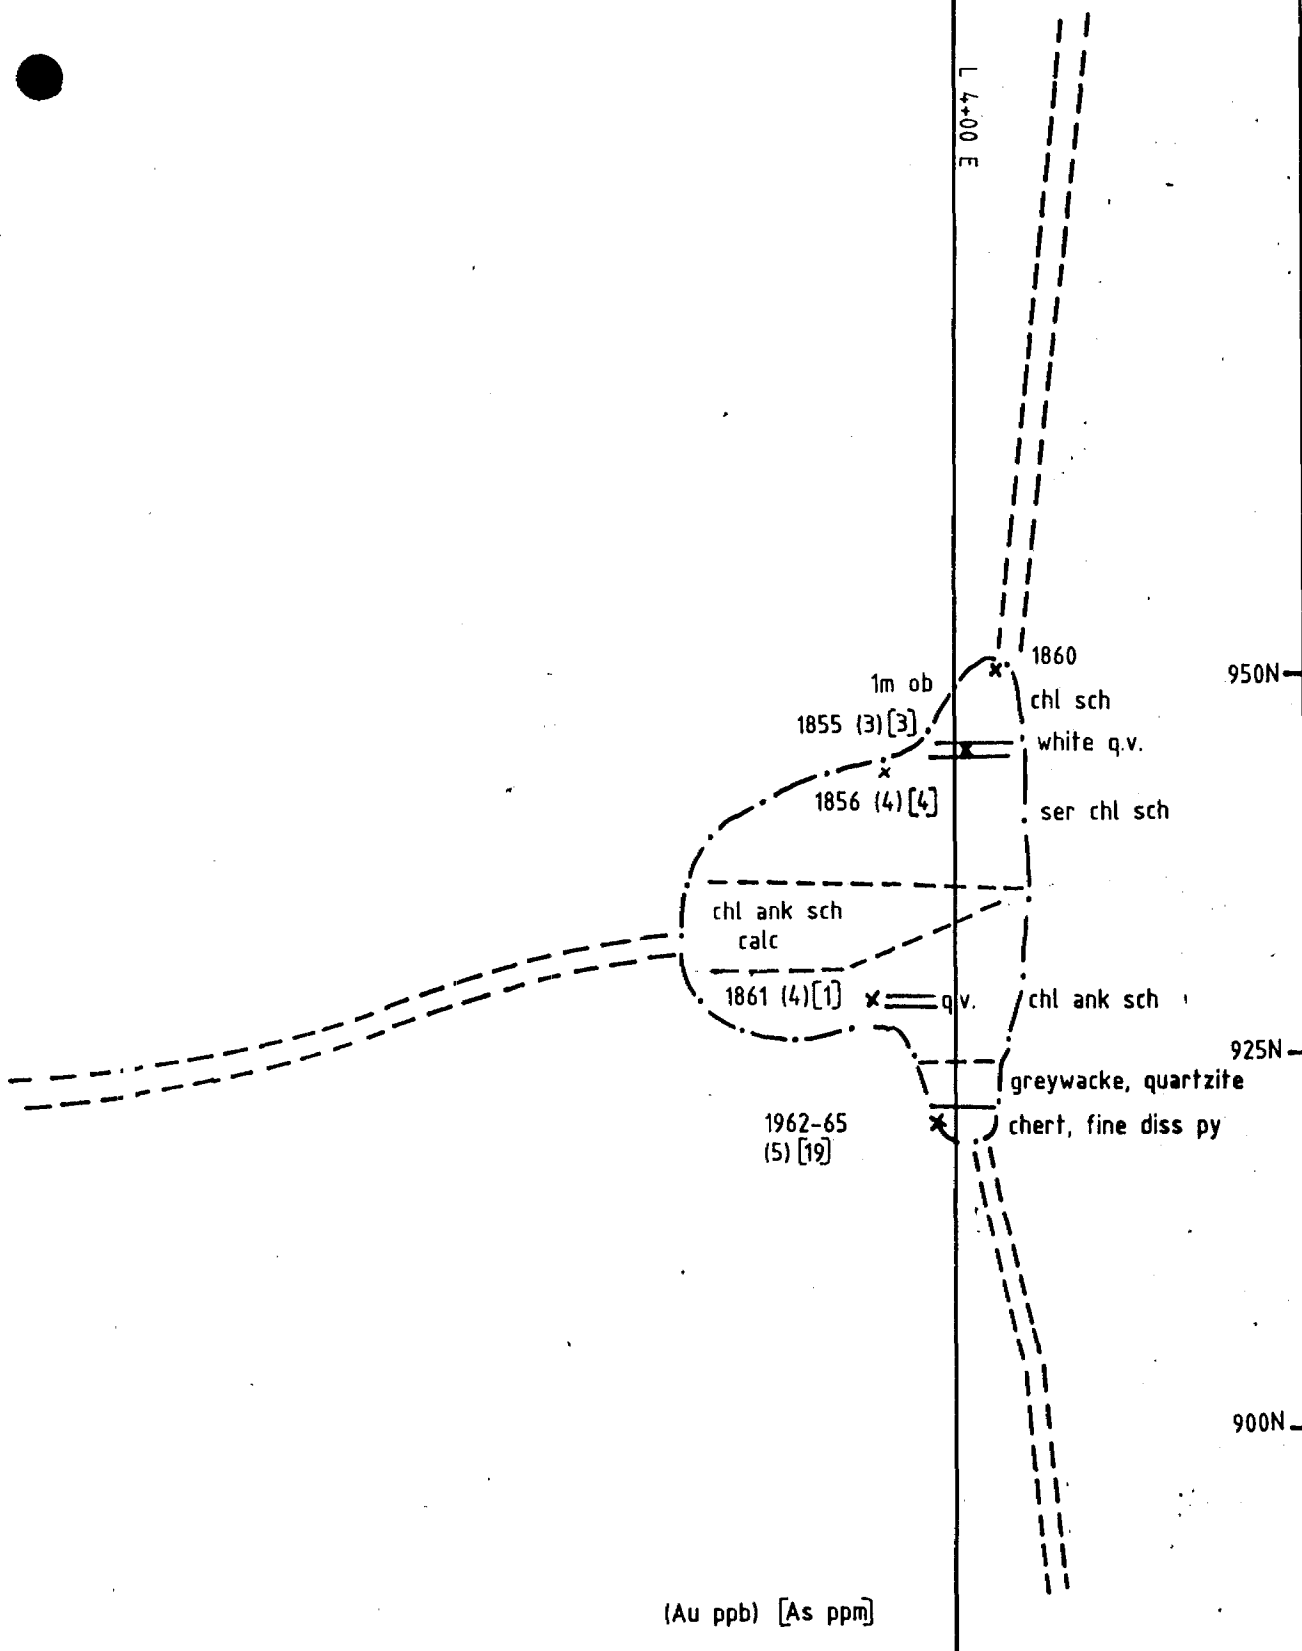 L 4+00 E
1860
950N
1m ob
chl sch
1855 (3)[3]
white q.v.
1856 (4)[4]
ser chl sch
chl ank sch
calc
1861 (4)[1]
q.v.
chl ank sch
925N
greywacke, quartzite
1962-65
(5)[19]
chert, fine diss py
900N
(Au ppb) [As ppm]